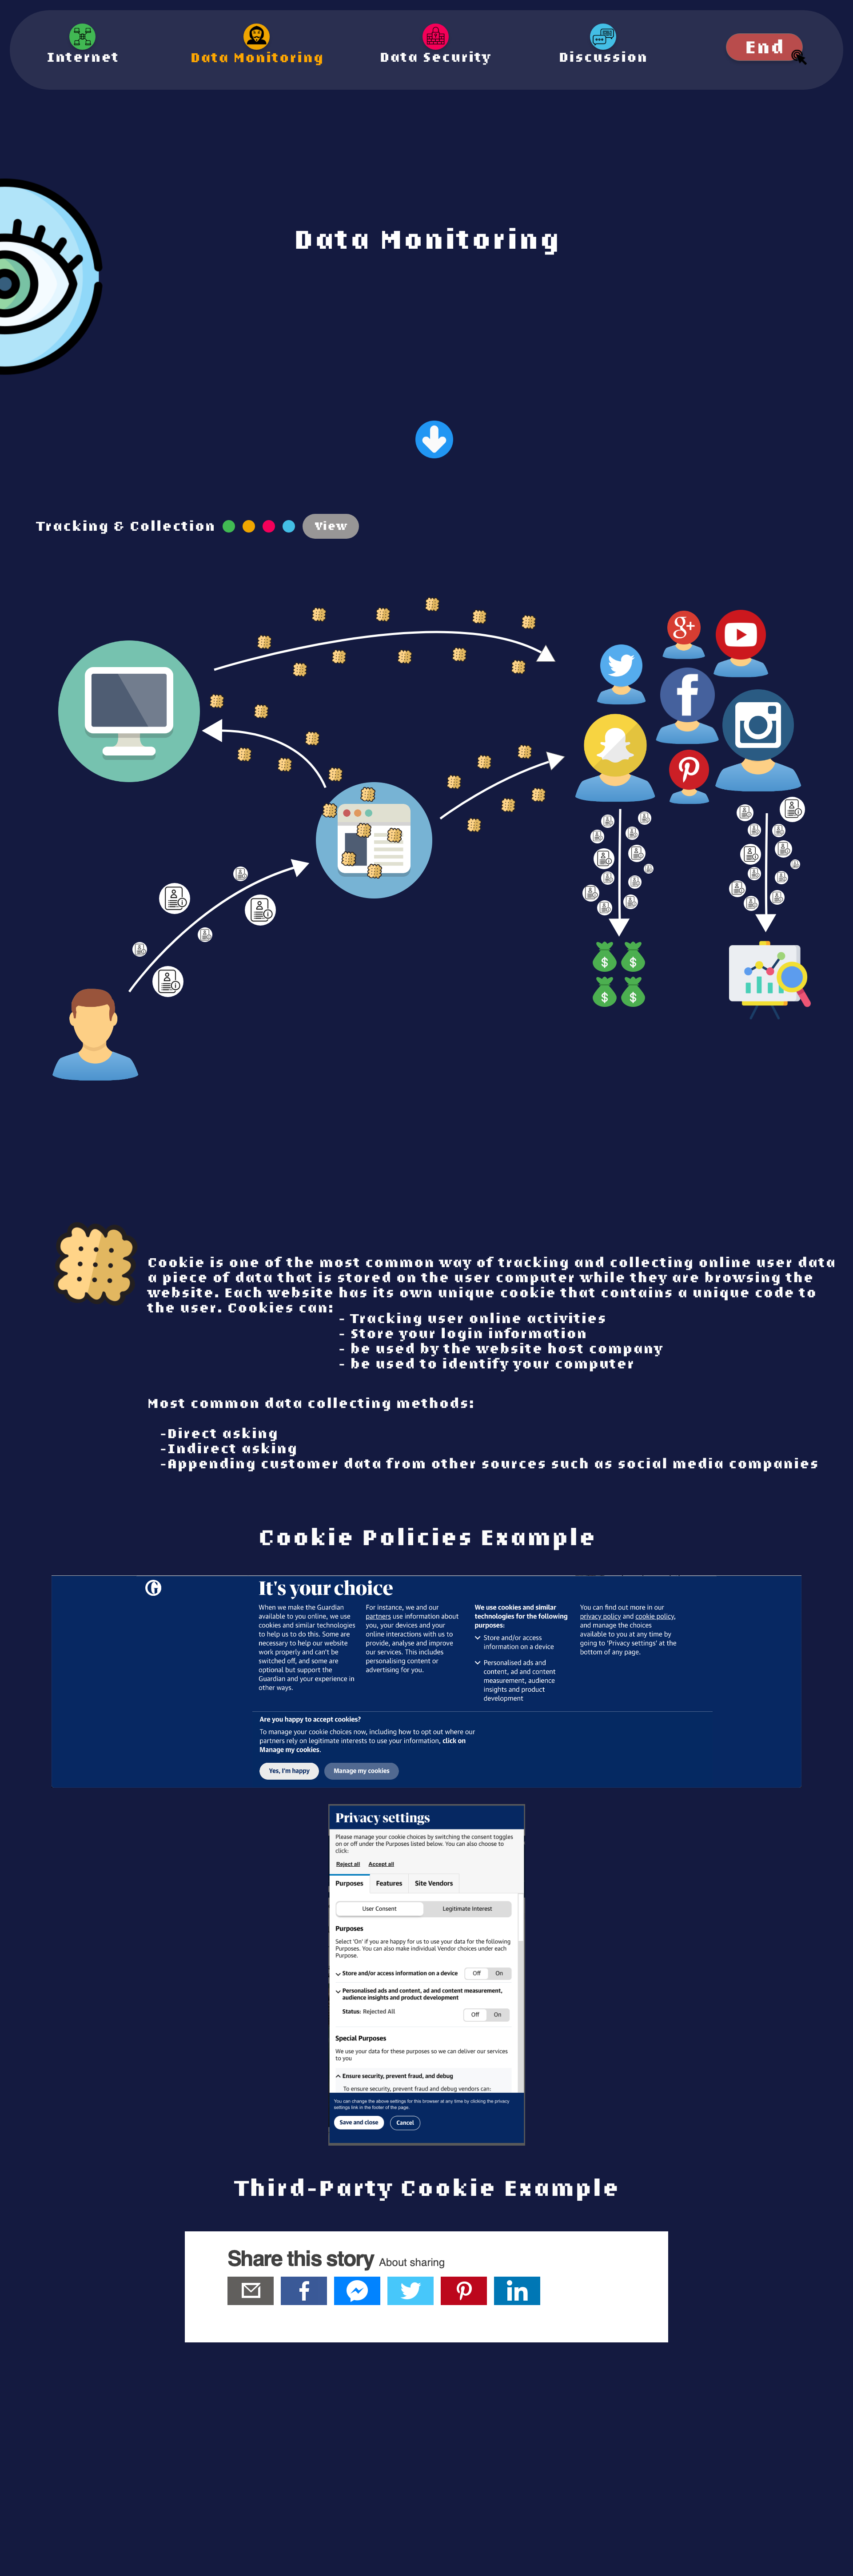 Internet
Data Monitoring
Data Security
Discussion
End
Data Monitoring
Tracking & Collection
View
g+
f
$ $
$ $
Cookie is one of the most common way of tracking and collecting online user data
a piece of data that is stored on the user computer while they are browsing the
website. Each website has its own unique cookie that contains a unique code to
the user. Cookies can:
- Tracking user online activities
- Store your login information
- be used by the website host company
- be used to identify your computer
Most common data collecting methods:
-Direct asking
-Indirect asking
-Appending customer data from other sources such as social media companies
Cookie Policies Example
It's your choice
When we make the Guardian
available to you online, we use
cookies and similar technologies
to help us to do this. Some are
necessary to help our website
work properly and can't be
switched off, and some are
optional but support the
Guardian and your experience in
other ways.
For instance, we and our
partners use information about
you, your devices and your
online interactions with us to
provide, analyse and improve
our services. This includes
personalising content or
advertising for you.
We use cookies and similar
technologies for the following
purposes:
Store and/or access
information on a device
Personalised ads and
content, ad and content
measurement, audience
insights and product
development
You can find out more in our
privacy policy and cookie policy,
and manage the choices
available to you at any time by
going to 'Privacy settings' at the
bottom of any page.
Are you happy to accept cookies?
To manage your cookie choices now, including how to opt out where our
partners rely on legitimate interests to use your information, click on
Manage my cookies.
Yes, I'm happy
Manage my cookies
Privacy settings
Please manage your cookie choices by switching the consent toggles
on or off under the Purposes listed below. You can also choose to
click:
Reject all Accept all
Purposes Features Site Vendors
User Consent Legitimate Interest
Purposes
Select 'On' if you are happy for us to use your data for the following
Purposes. You can also make individual Vendor choices under each
Purpose.
Store and/or access information on a device Off On
Personalised ads and content, ad and content measurement,
audience insights and product development
Status: Rejected All Off On
Special Purposes
We use your data for these purposes so we can deliver our services
to you
Ensure security, prevent fraud, and debug
To ensure security, prevent fraud and debug vendors can:
You can change the above settings for this browser at any time by clicking the privacy
settings link in the footer of the page.
Save and close Cancel
Third-Party Cookie Example
Share this story About sharing
f
in